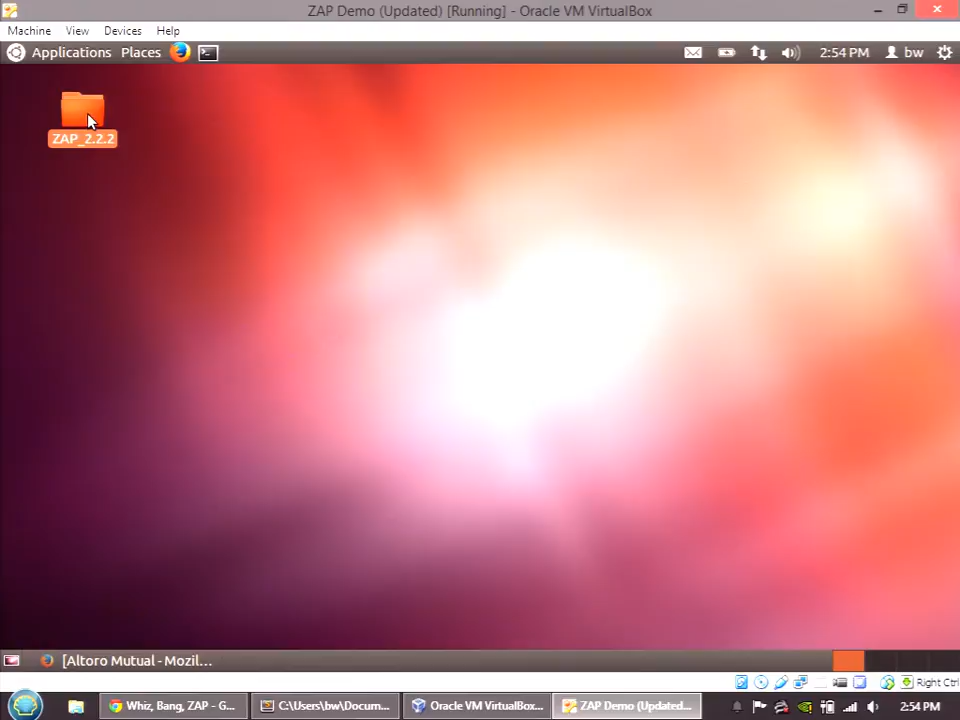 ZAP Demo (Updated) [Running] - Oracle VM VirtualBox
Machine View Devices Help
Applications Places 2:54 PM bw
ZAP_2.2.2
[Altoro Mutual - Mozil...
Right Ctrl
Whiz, Bang, ZAP - G... C:\Users\bw\Docum... Oracle VM VirtualBox... ZAP Demo (Updated... 2:54 PM